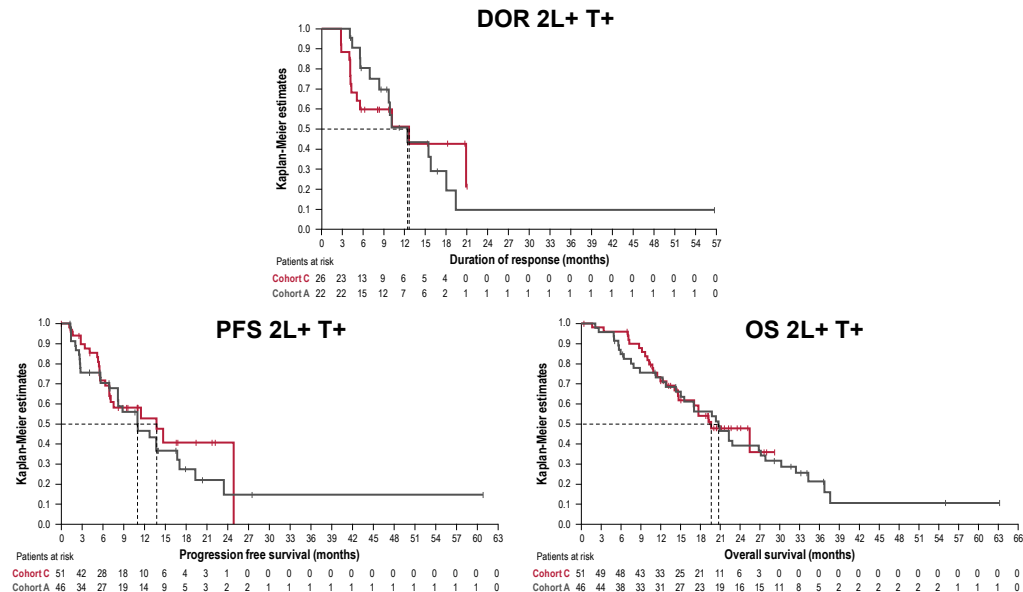 DOR 2L+ T+
Kaplan-Meier estimates
1.0
0.9
0.8
0.7
0.6
0.5
0.4
0.3
0.2
0.1
0.0
0 3 6 9 12 15 18 21 24 27 30 33 36 39 42 45 48 51 54 57
Patients at risk
Duration of response (months)
Cohort C 26 23 13 9 6 5 4 0 0 0 0 0 0 0 0 0 0 0 0 0
Cohort A 22 22 15 12 7 6 2 1 1 1 1 1 1 1 1 1 1 1 1 0
PFS 2L+ T+
Kaplan-Meier estimates
1.0
0.9
0.8
0.7
0.6
0.5
0.4
0.3
0.2
0.1
0.0
0 3 6 9 12 15 18 21 24 27 30 33 36 39 42 45 48 51 54 57 60 63
Patients at risk
Progression free survival (months)
Cohort C 51 42 28 18 10 6 4 3 1 0 0 0 0 0 0 0 0 0 0 0 0 0
Cohort A 46 34 27 19 14 9 5 3 2 2 1 1 1 1 1 1 1 1 1 1 1 0
OS 2L+ T+
Kaplan-Meier estimates
1.0
0.9
0.8
0.7
0.6
0.5
0.4
0.3
0.2
0.1
0.0
0 3 6 9 12 15 18 21 24 27 30 33 36 39 42 45 48 51 54 57 60 63 66
Patients at risk
Overall survival (months)
Cohort C 51 49 48 43 33 25 21 11 6 3 0 0 0 0 0 0 0 0 0 0 0 0 0
Cohort A 46 44 38 33 31 27 23 19 16 15 11 8 5 2 2 2 2 2 2 1 1 1 0